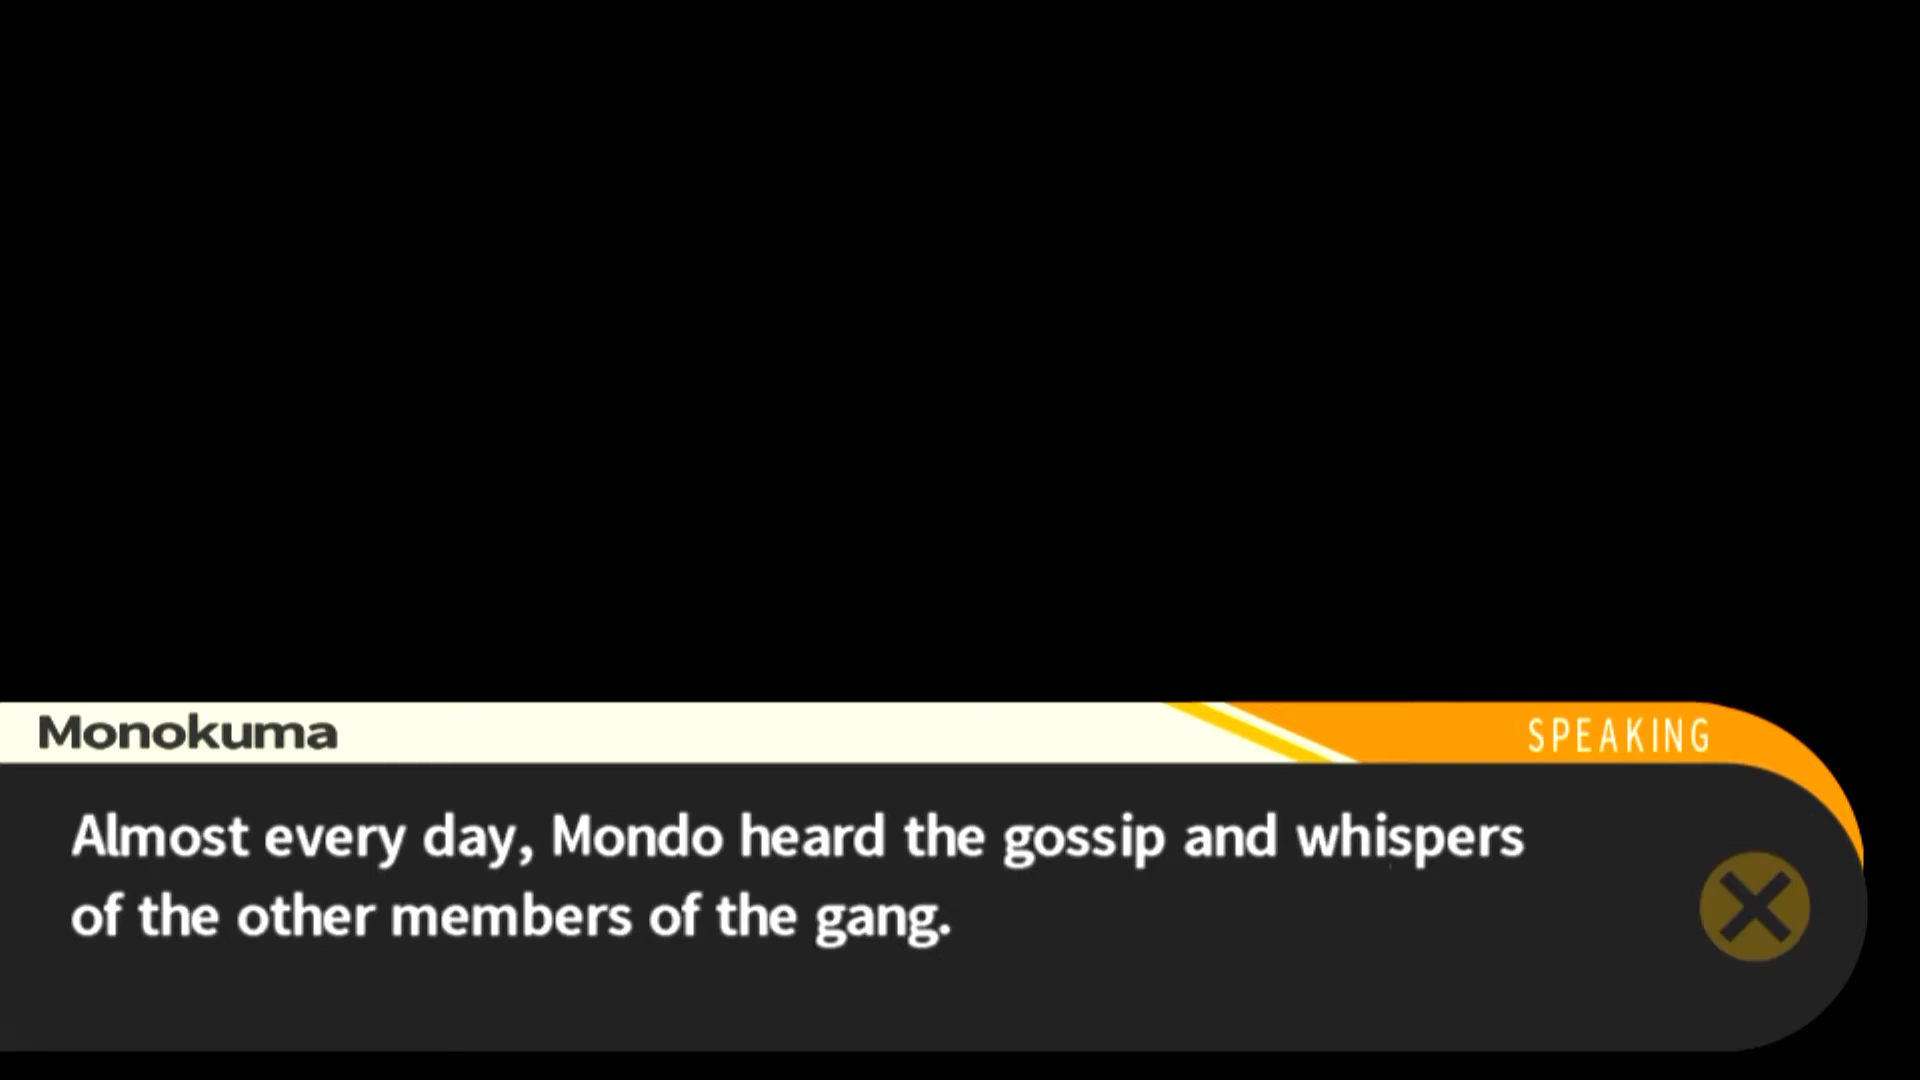 Monokuma
SPEAKING
Almost every day, Mondo heard the gossip and whispers
of the other members of the gang.